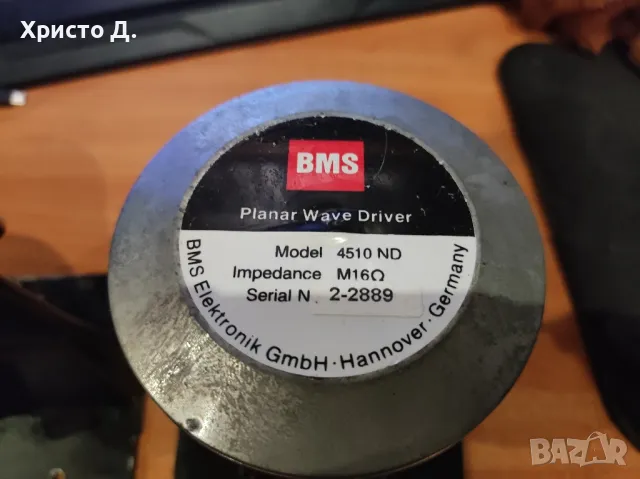 Христо Д.
BMS
Planar Wave Driver
Model 4510 ND
Impedance M16Ω
Serial N 2-2889
BMS Elektronik GmbH · Hannover · Germany
BAZAR